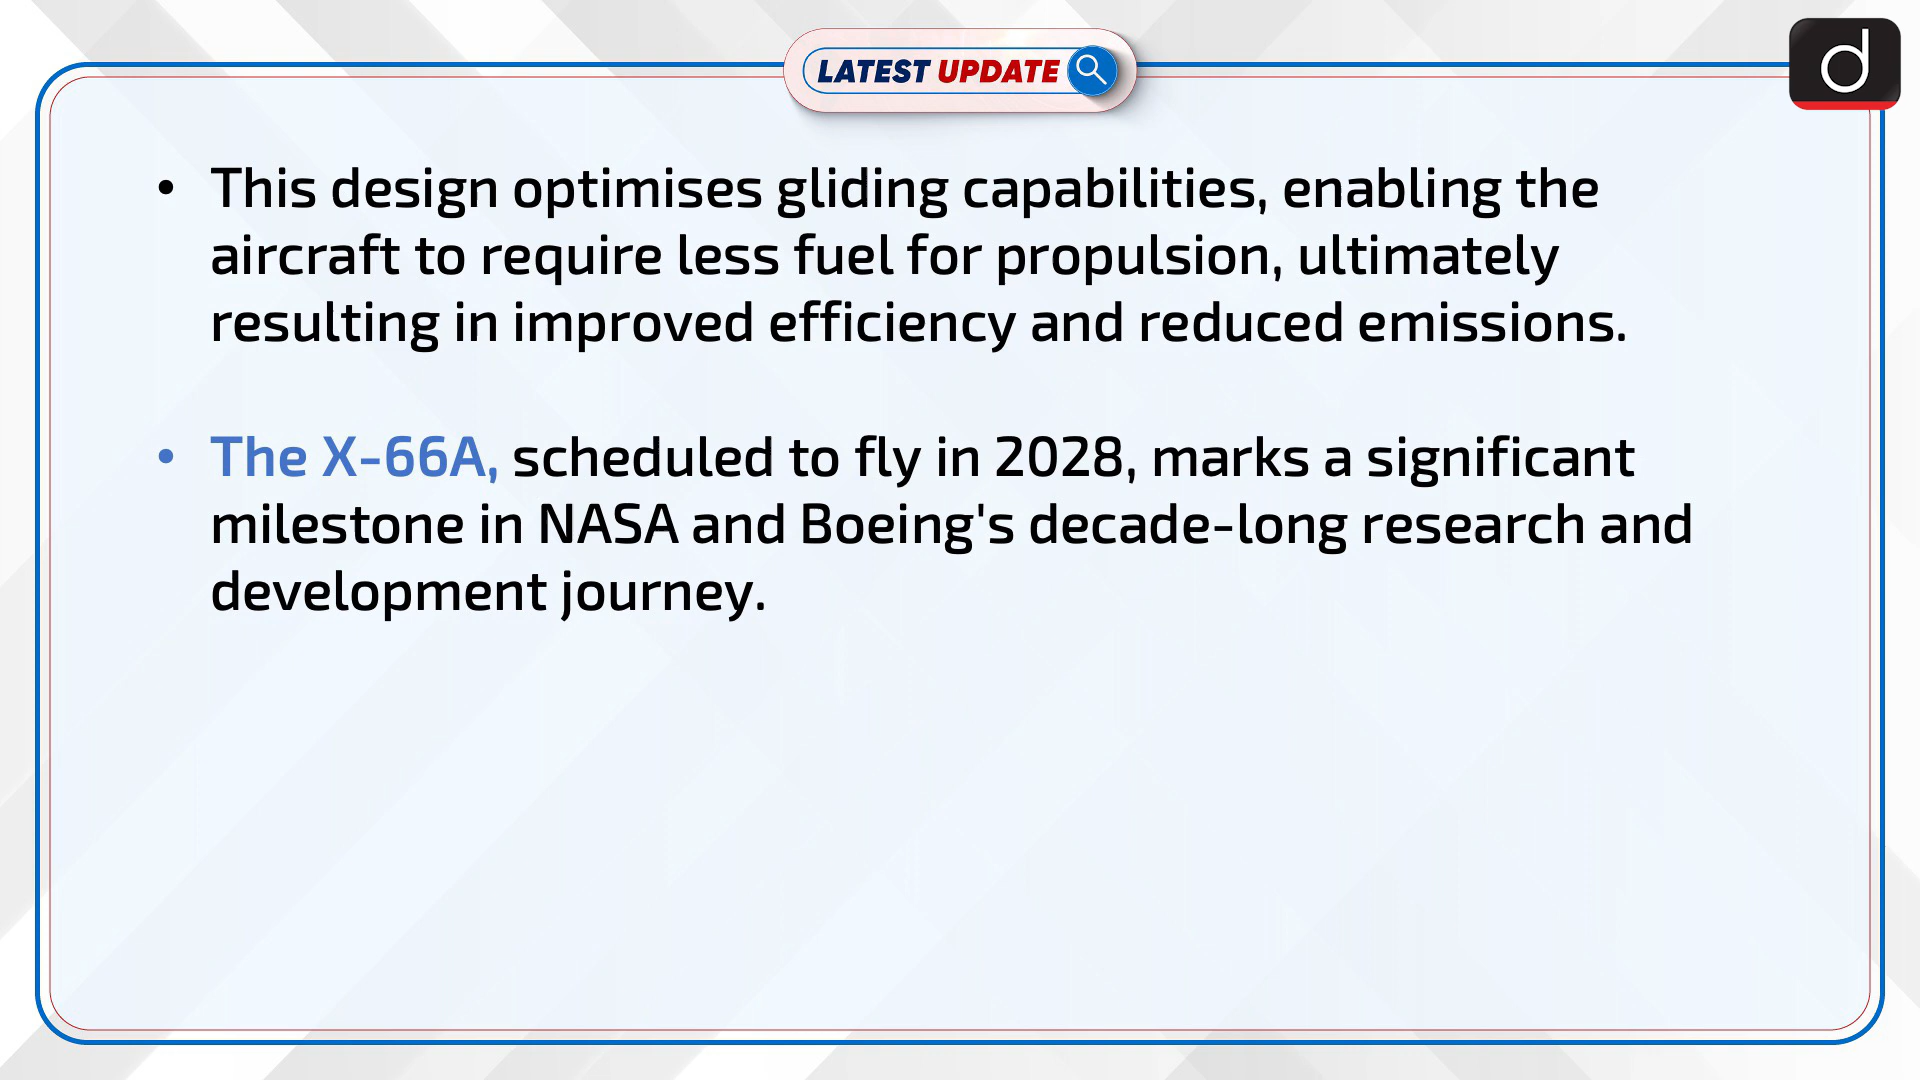 LATEST UPDATE
d
• This design optimises gliding capabilities, enabling the
aircraft to require less fuel for propulsion, ultimately
resulting in improved efficiency and reduced emissions.
• The X-66A, scheduled to fly in 2028, marks a significant
milestone in NASA and Boeing's decade-long research and
development journey.